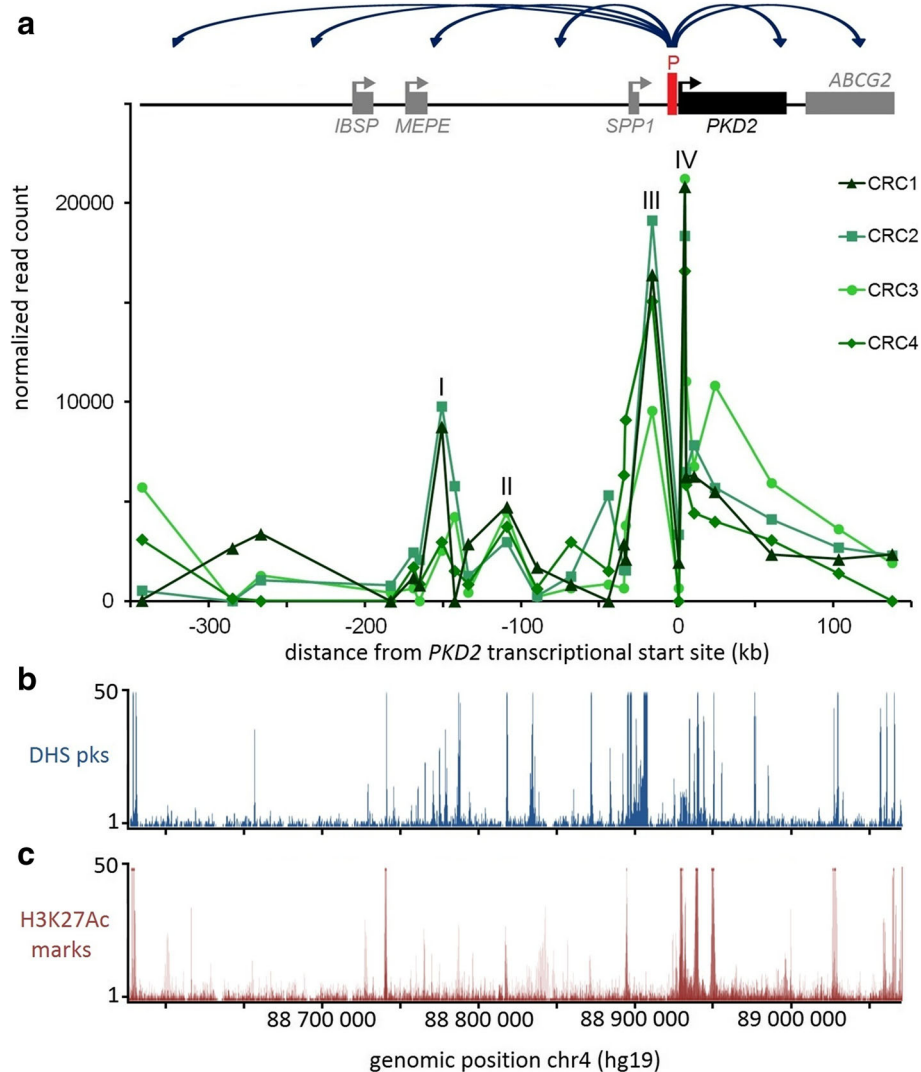 a
P
ABCG2
IBSP
MEPE
SPP1
PKD2
normalized read count
20000
10000
0
I
II
III
IV
CRC1
CRC2
CRC3
CRC4
-300
-200
-100
0
100
distance from PKD2 transcriptional start site (kb)
b
50
DHS pks
1
c
50
H3K27Ac
marks
1
88 700 000
88 800 000
88 900 000
89 000 000
genomic position chr4 (hg19)